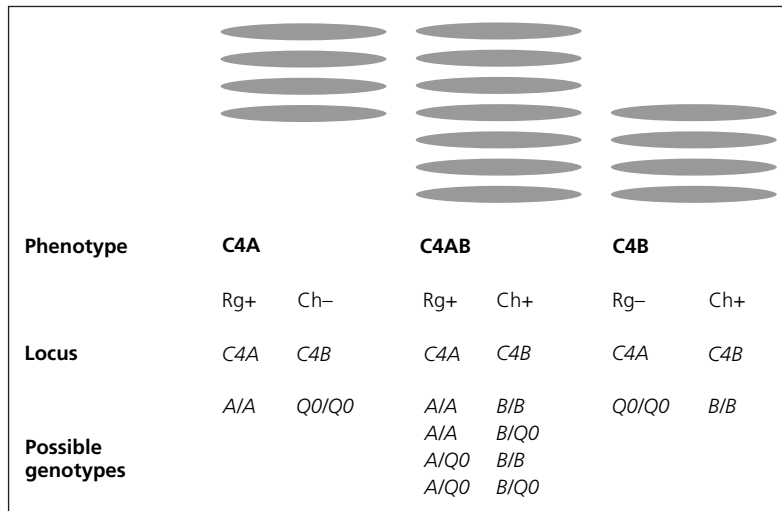 Phenotype C4A C4AB C4B
Rg+ Ch– Rg+ Ch+ Rg– Ch+
Locus C4A C4B C4A C4B C4A C4B
A/A Q0/Q0 A/A B/B Q0/Q0 B/B
A/A B/Q0
Possible
genotypes
A/Q0 B/B
A/Q0 B/Q0